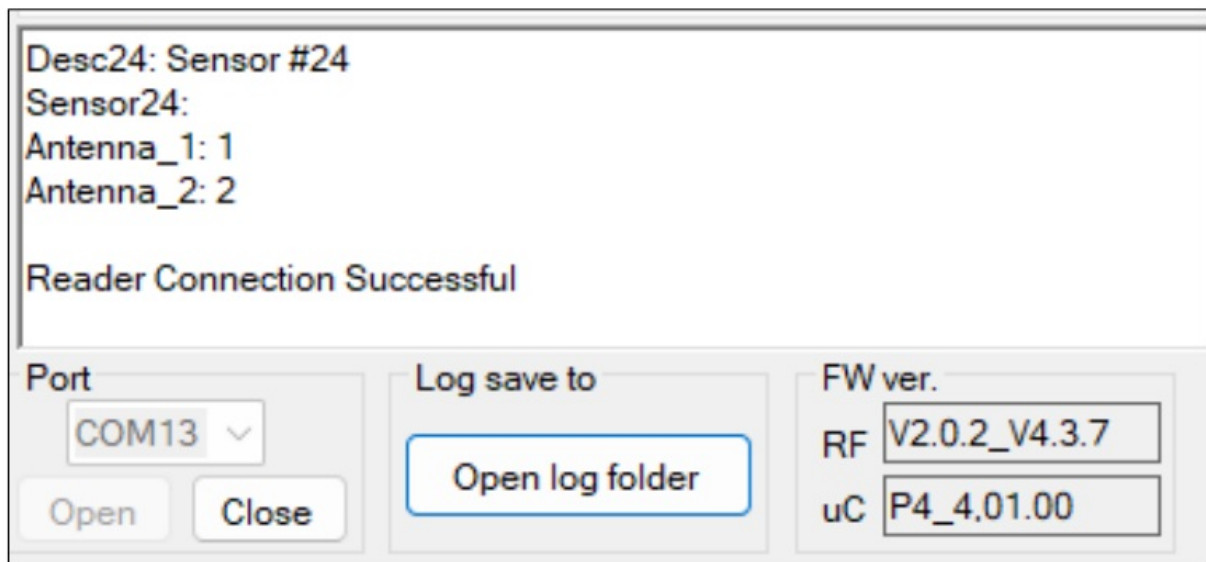 Desc24: Sensor #24
Sensor24:
Antenna_1: 1
Antenna_2: 2
Reader Connection Successful
Port
COM13
Open
Close
Log save to
Open log folder
FW ver.
RF V2.0.2_V4.3.7
uC P4_4,01.00